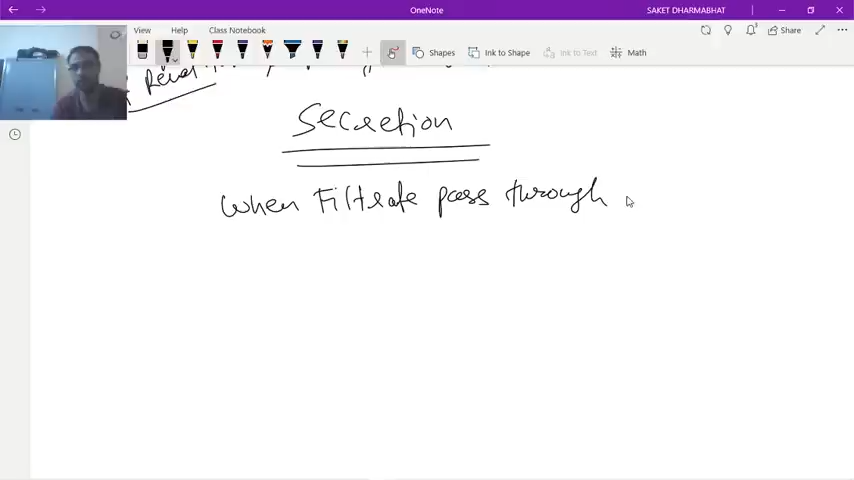 OneNote
SAKET DHARMABHAT
View Help Class Notebook
Share
Shapes
Ink to Shape
Ink to Text
Math
Renal
Secretion
When Filtrate pass through